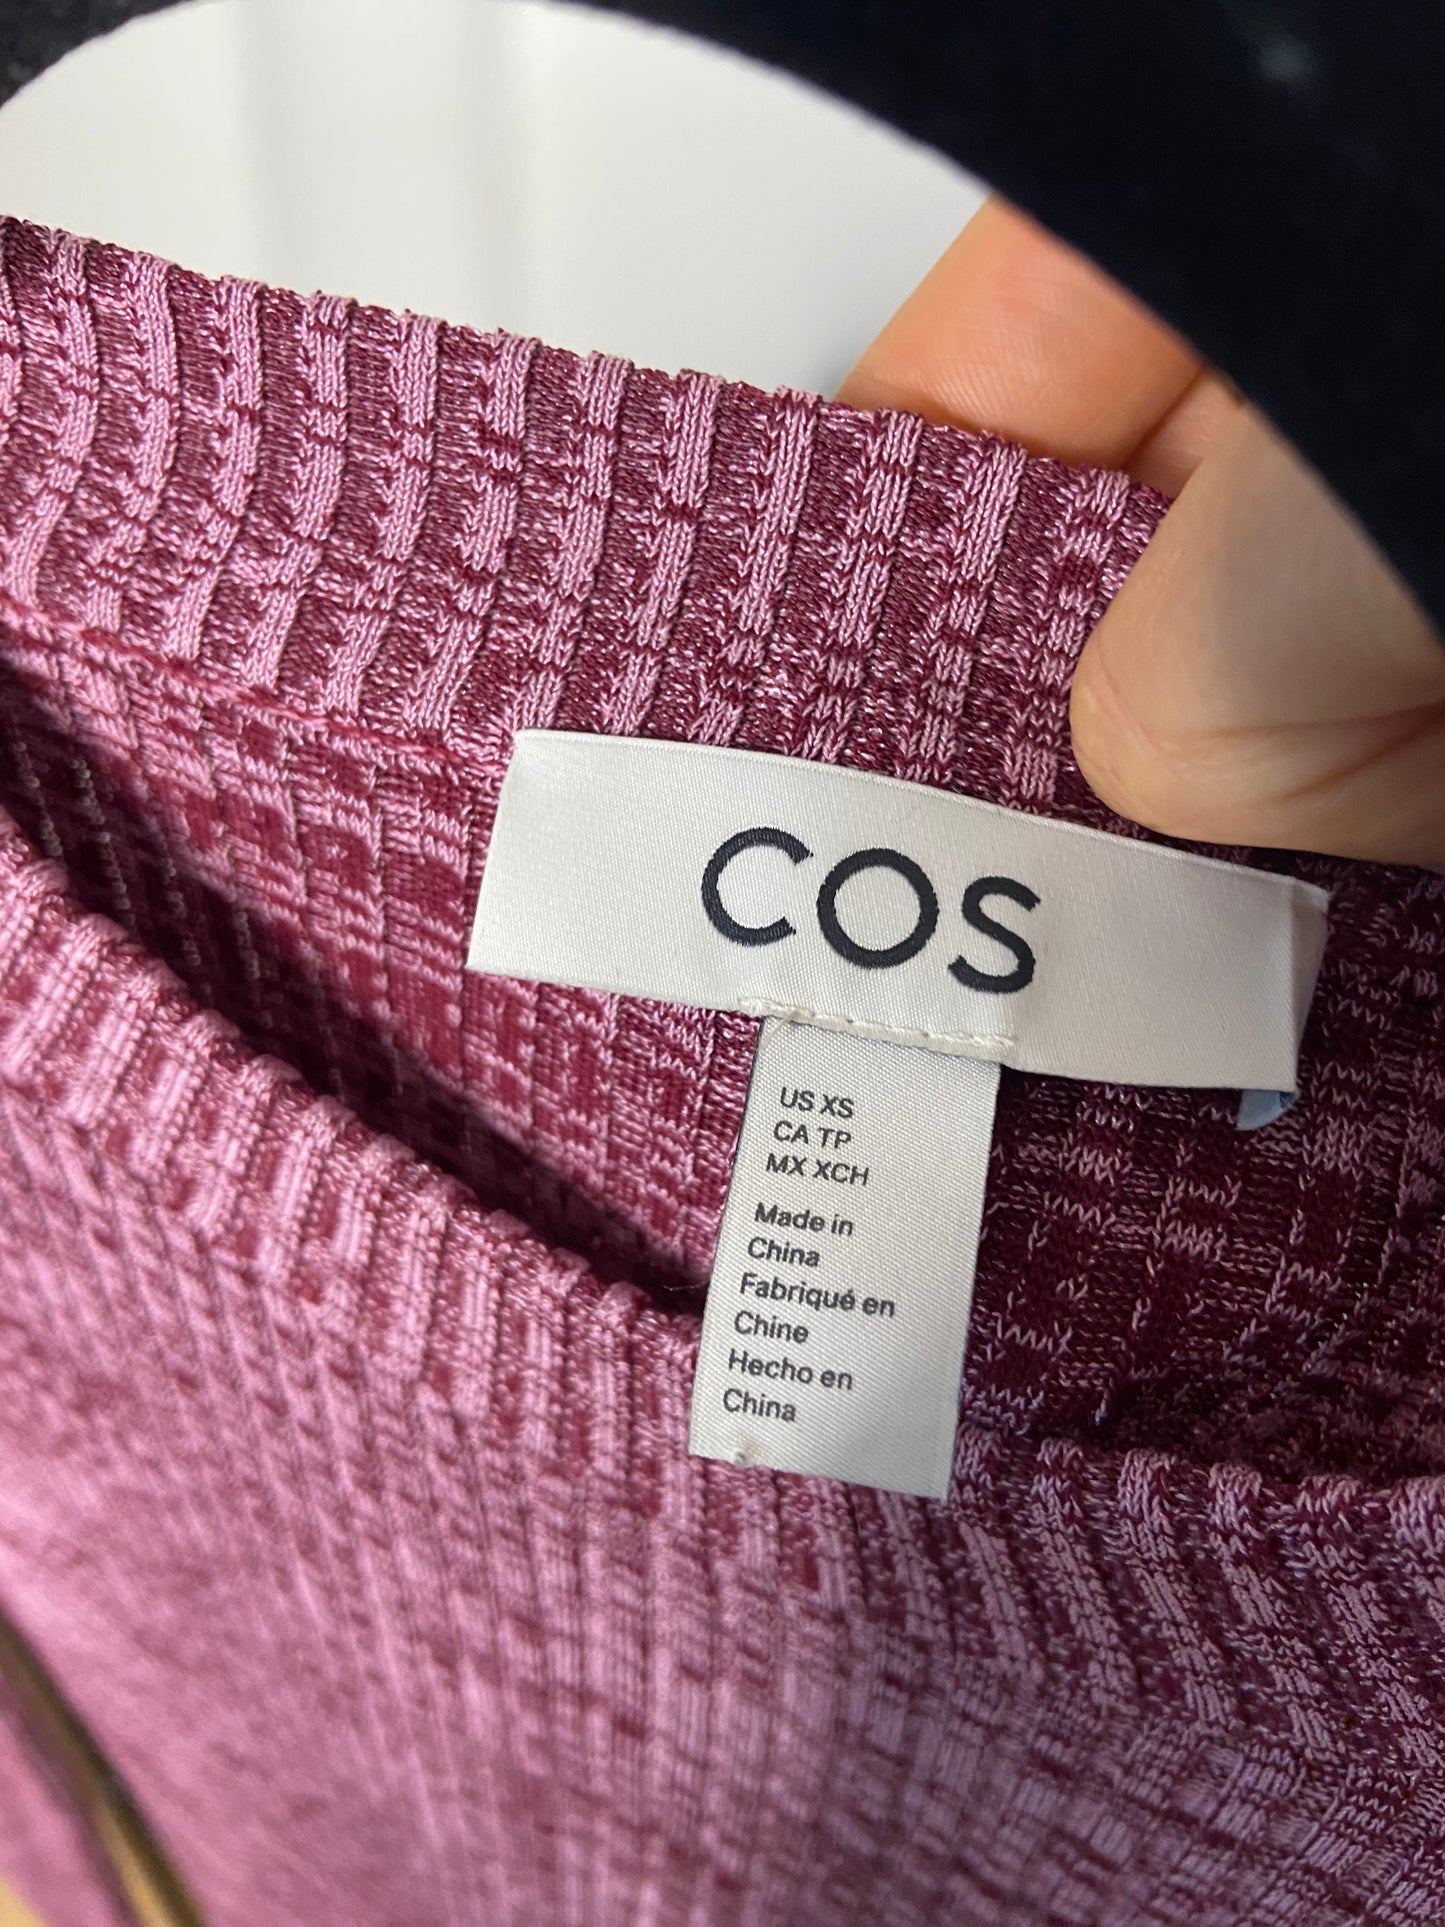 COS
US XS
CA TP
MX XCH
Made in
China
Fabriqué en
Chine
Hecho en
China